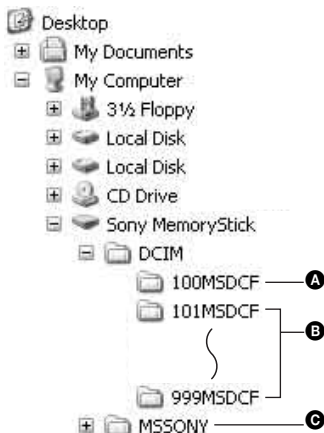 Desktop
My Documents
My Computer
3½ Floppy
Local Disk
Local Disk
CD Drive
Sony MemoryStick
DCIM
100MSDCF A
101MSDCF
B
999MSDCF
MSSONY C